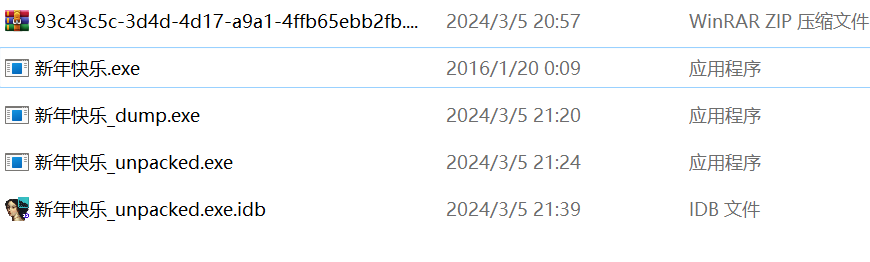 93c43c5c-3d4d-4d17-a9a1-4ffb65ebb2fb.... 2024/3/5 20:57 WinRAR ZIP 压缩文件
新年快乐.exe 2016/1/20 0:09 应用程序
新年快乐_dump.exe 2024/3/5 21:20 应用程序
新年快乐_unpacked.exe 2024/3/5 21:24 应用程序
新年快乐_unpacked.exe.idb 2024/3/5 21:39 IDB 文件